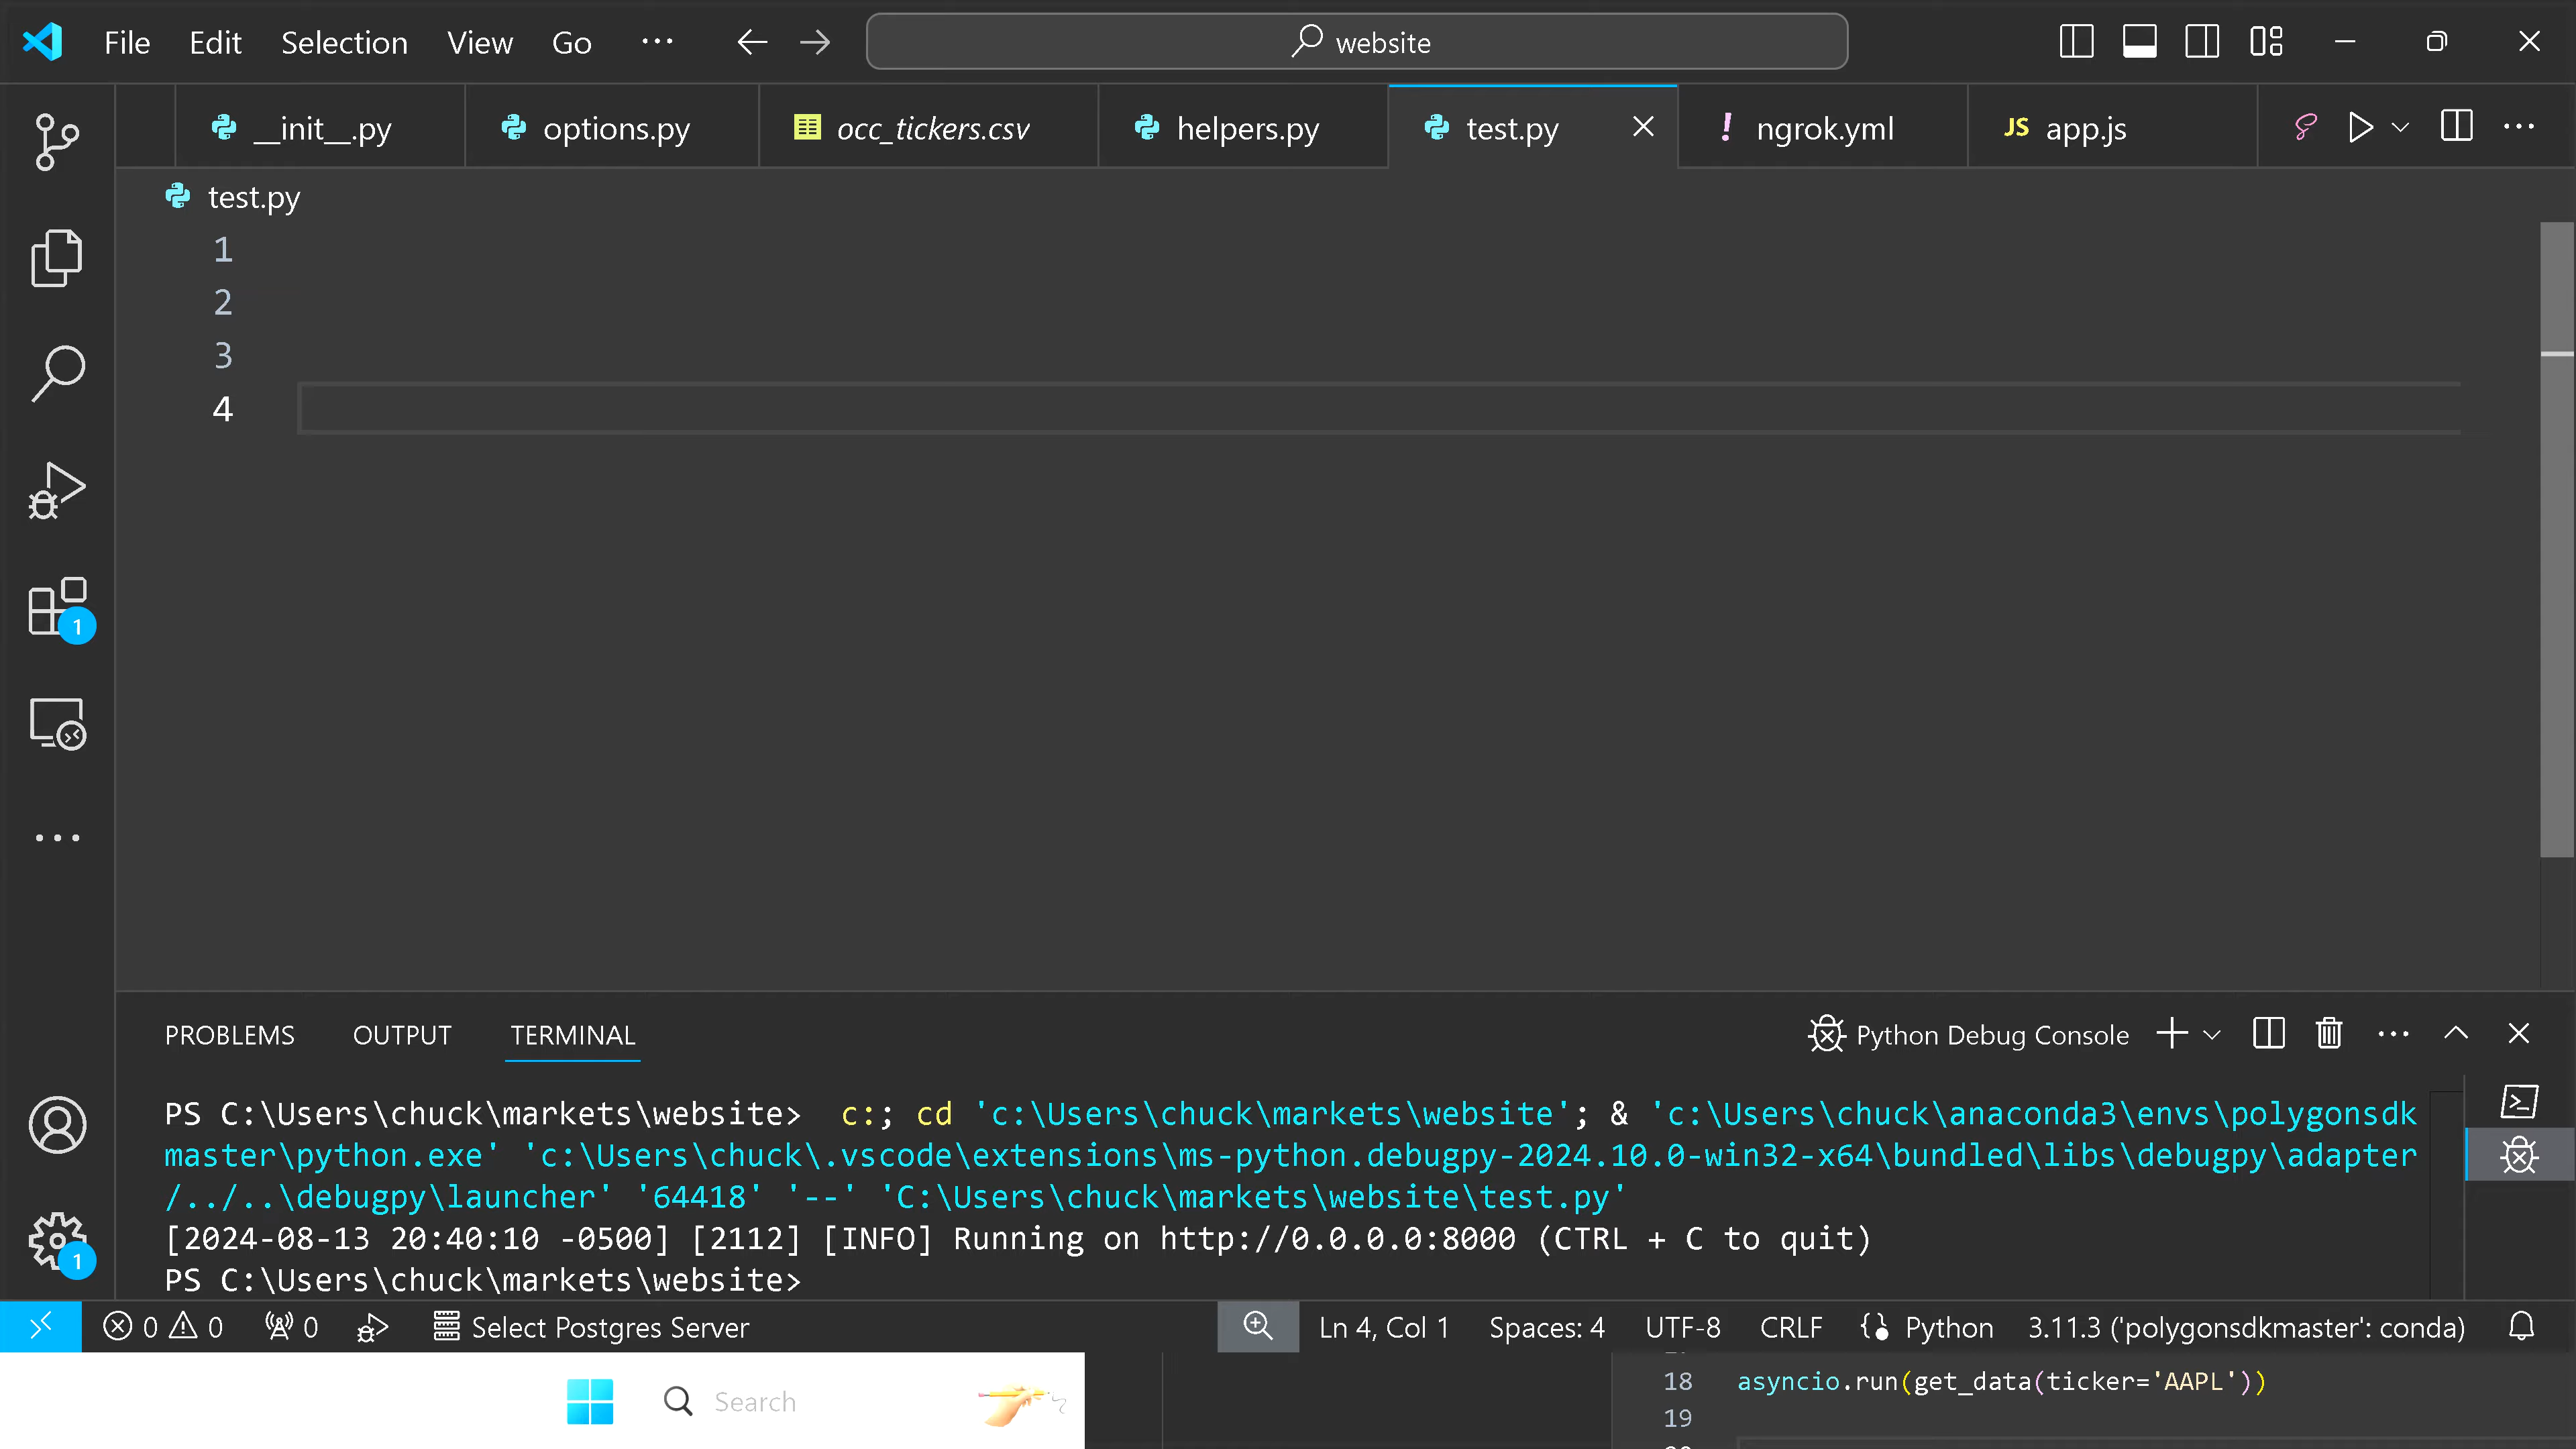 File Edit Selection View Go ··· website
__init__.py options.py occ_tickers.csv helpers.py test.py ! ngrok.yml JS app.js
test.py
1
2
3
4
1
PROBLEMS OUTPUT TERMINAL Python Debug Console
PS C:\Users\chuck\markets\website>  c:; cd 'c:\Users\chuck\markets\website'; & 'c:\Users\chuck\anaconda3\envs\polygonsdk
master\python.exe' 'c:\Users\chuck\.vscode\extensions\ms-python.debugpy-2024.10.0-win32-x64\bundled\libs\debugpy\adapter
/../..\debugpy\launcher' '64418' '--' 'C:\Users\chuck\markets\website\test.py'
[2024-08-13 20:40:10 -0500] [2112] [INFO] Running on http://0.0.0.0:8000 (CTRL + C to quit)
PS C:\Users\chuck\markets\website>
1
0 0 0 Select Postgres Server Ln 4, Col 1 Spaces: 4 UTF-8 CRLF Python 3.11.3 ('polygonsdkmaster': conda)
Search
18 asyncio.run(get_data(ticker='AAPL'))
19